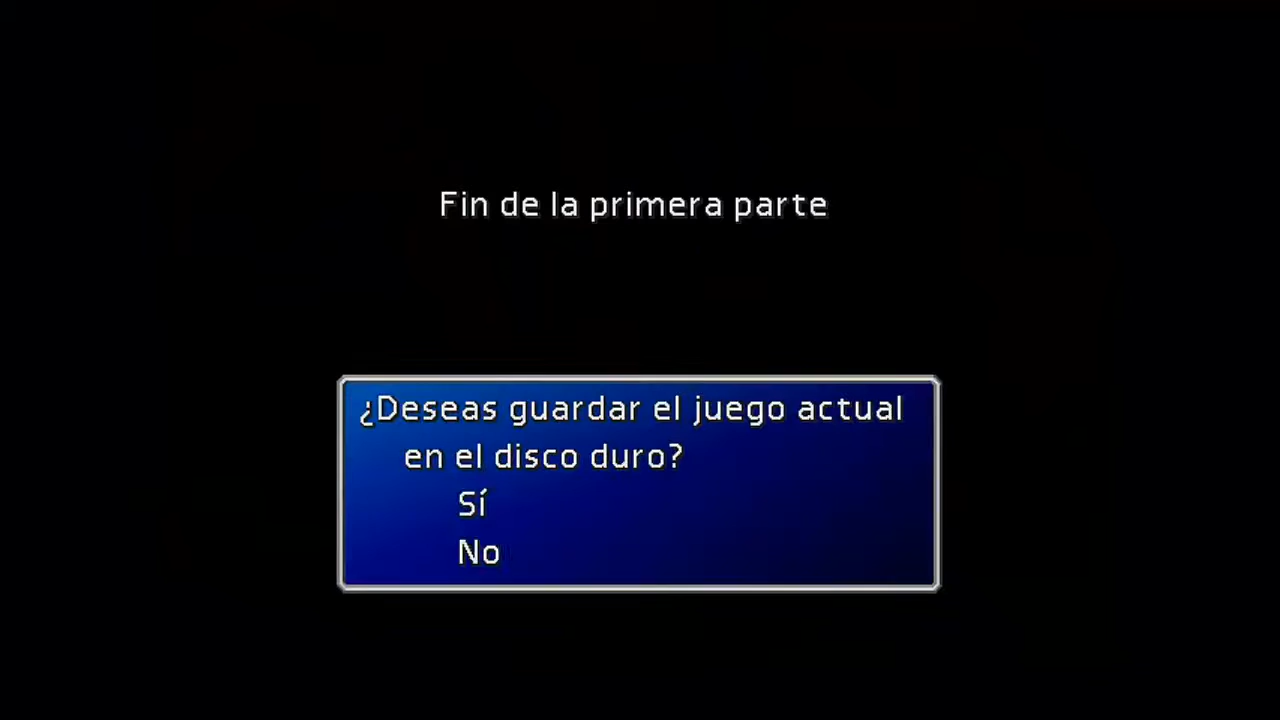 Fin de la primera parte
¿Deseas guardar el juego actual
en el disco duro?
Sí
No